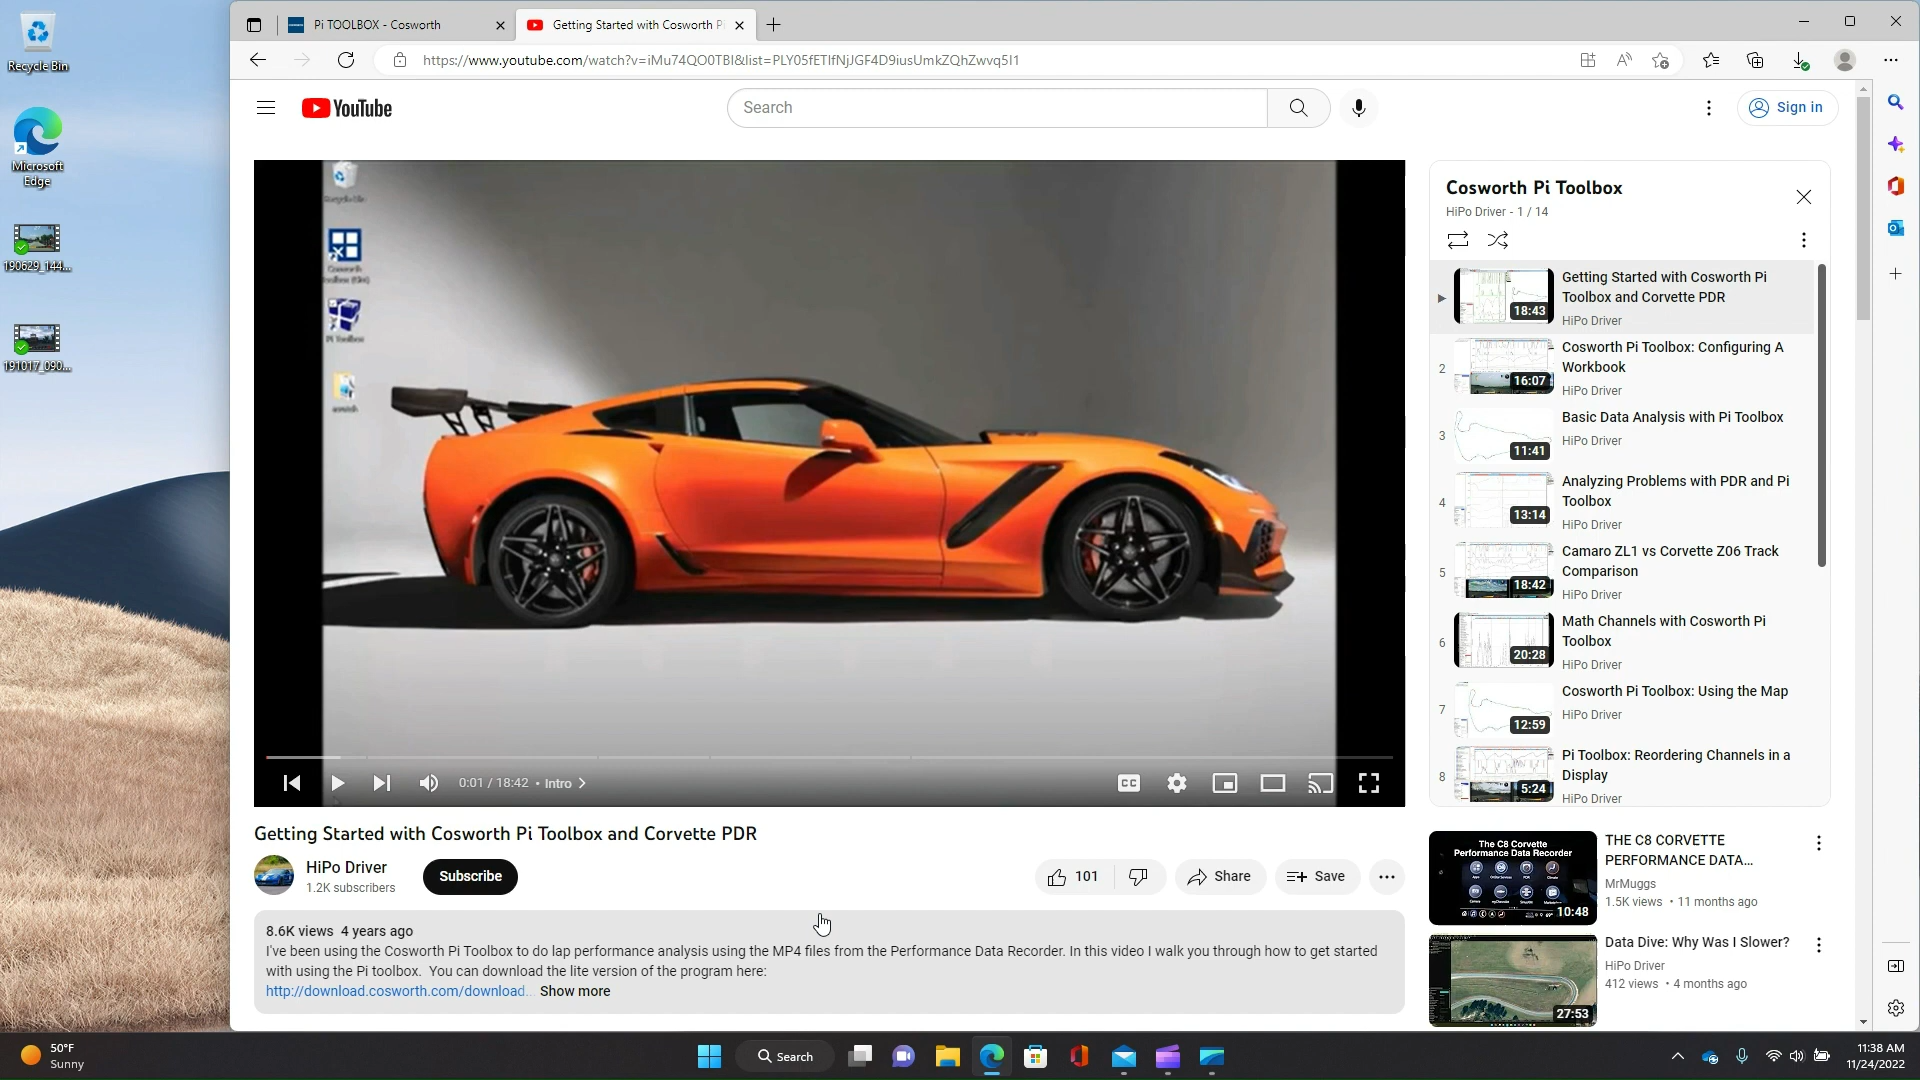 Recycle Bin
Microsoft
Edge
190629_144...
191017_090...
Pi TOOLBOX - Cosworth
Getting Started with Cosworth Pi
https://www.youtube.com/watch?v=iMu74QO0TBI&list=PLY05fETIfNjJGF4D9iusUmkZQhZwvq5I1
YouTube
Search
Sign in
Recycle Bin
Pi Toolbox
0:01 / 18:42 • Intro
CC
Getting Started with Cosworth Pi Toolbox and Corvette PDR
HiPo Driver
1.2K subscribers
Subscribe
101
Share
Save
8.6K views 4 years ago
I've been using the Cosworth Pi Toolbox to do lap performance analysis using the MP4 files from the Performance Data Recorder. In this video I walk you through how to get started
with using the Pi toolbox. You can download the lite version of the program here:
http://download.cosworth.com/download... Show more
Cosworth Pi Toolbox
HiPo Driver - 1 / 14
Getting Started with Cosworth Pi
Toolbox and Corvette PDR
18:43
HiPo Driver
2
Cosworth Pi Toolbox: Configuring A
Workbook
16:07
HiPo Driver
3
Basic Data Analysis with Pi Toolbox
HiPo Driver
11:41
4
Analyzing Problems with PDR and Pi
Toolbox
13:14
HiPo Driver
5
Camaro ZL1 vs Corvette Z06 Track
Comparison
18:42
HiPo Driver
6
Math Channels with Cosworth Pi
Toolbox
20:28
HiPo Driver
7
Cosworth Pi Toolbox: Using the Map
HiPo Driver
12:59
8
Pi Toolbox: Reordering Channels in a
Display
5:24
HiPo Driver
The C8 Corvette
Performance Data Recorder
10:48
THE C8 CORVETTE
PERFORMANCE DATA...
MrMuggs
1.5K views • 11 months ago
27:53
Data Dive: Why Was I Slower?
HiPo Driver
412 views • 4 months ago
50°F
Sunny
Search
11:38 AM
11/24/2022